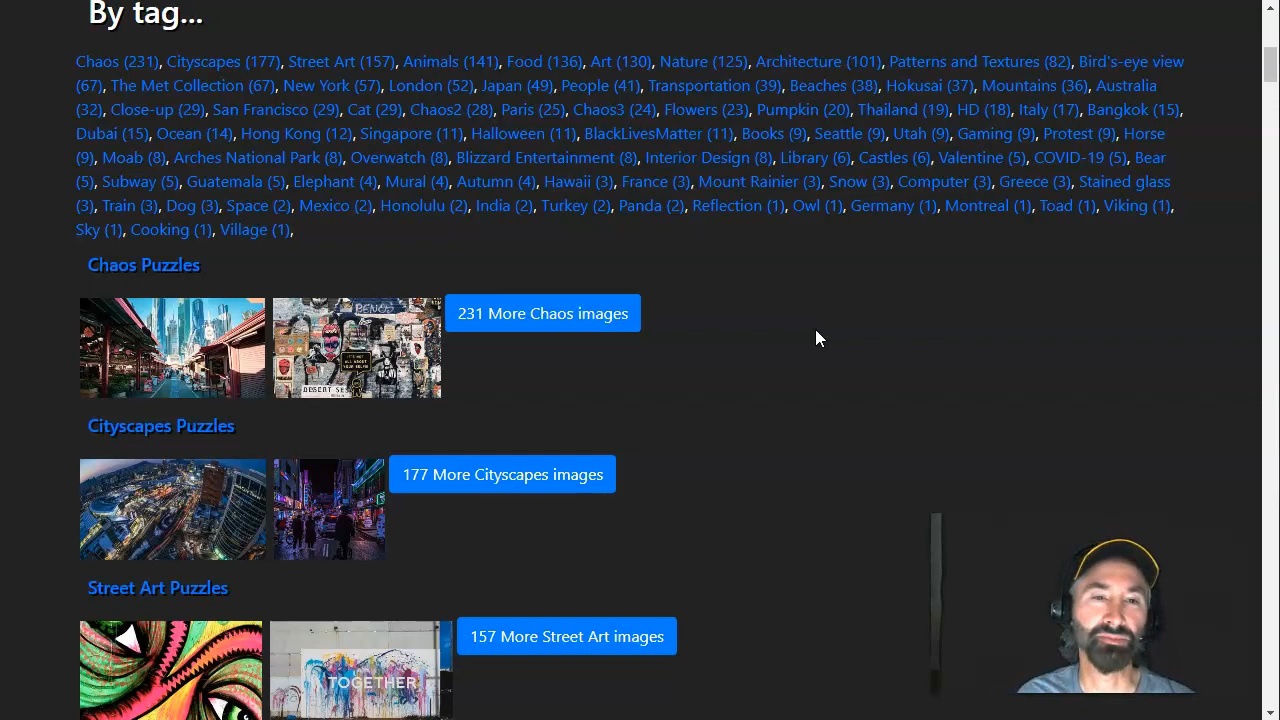 By tag...
Chaos (231), Cityscapes (177), Street Art (157), Animals (141), Food (136), Art (130), Nature (125), Architecture (101), Patterns and Textures (82), Bird's-eye view
(67), The Met Collection (67), New York (57), London (52), Japan (49), People (41), Transportation (39), Beaches (38), Hokusai (37), Mountains (36), Australia
(32), Close-up (29), San Francisco (29), Cat (29), Chaos2 (28), Paris (25), Chaos3 (24), Flowers (23), Pumpkin (20), Thailand (19), HD (18), Italy (17), Bangkok (15),
Dubai (15), Ocean (14), Hong Kong (12), Singapore (11), Halloween (11), BlackLivesMatter (11), Books (9), Seattle (9), Utah (9), Gaming (9), Protest (9), Horse
(9), Moab (8), Arches National Park (8), Overwatch (8), Blizzard Entertainment (8), Interior Design (8), Library (6), Castles (6), Valentine (5), COVID-19 (5), Bear
(5), Subway (5), Guatemala (5), Elephant (4), Mural (4), Autumn (4), Hawaii (3), France (3), Mount Rainier (3), Snow (3), Computer (3), Greece (3), Stained glass
(3), Train (3), Dog (3), Space (2), Mexico (2), Honolulu (2), India (2), Turkey (2), Panda (2), Reflection (1), Owl (1), Germany (1), Montreal (1), Toad (1), Viking (1),
Sky (1), Cooking (1), Village (1),
Chaos Puzzles
231 More Chaos images
Cityscapes Puzzles
177 More Cityscapes images
Street Art Puzzles
157 More Street Art images
TOGETHER